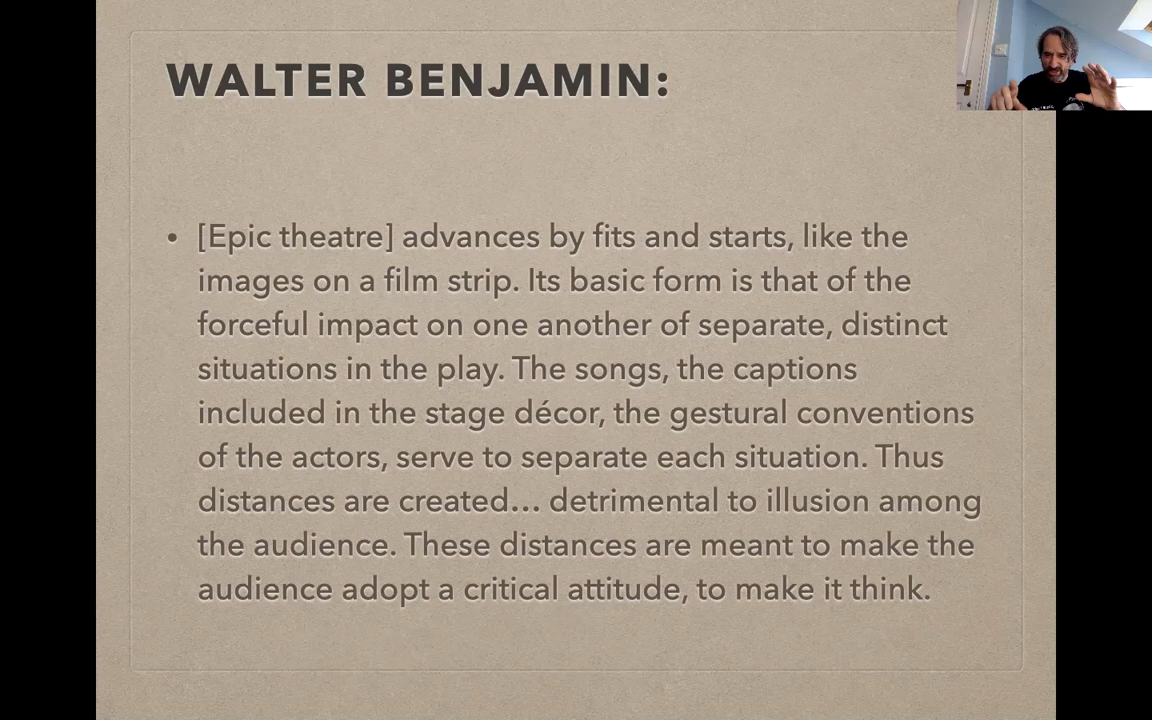 WALTER BENJAMIN:
• [Epic theatre] advances by fits and starts, like the
images on a film strip. Its basic form is that of the
forceful impact on one another of separate, distinct
situations in the play. The songs, the captions
included in the stage décor, the gestural conventions
of the actors, serve to separate each situation. Thus
distances are created… detrimental to illusion among
the audience. These distances are meant to make the
audience adopt a critical attitude, to make it think.